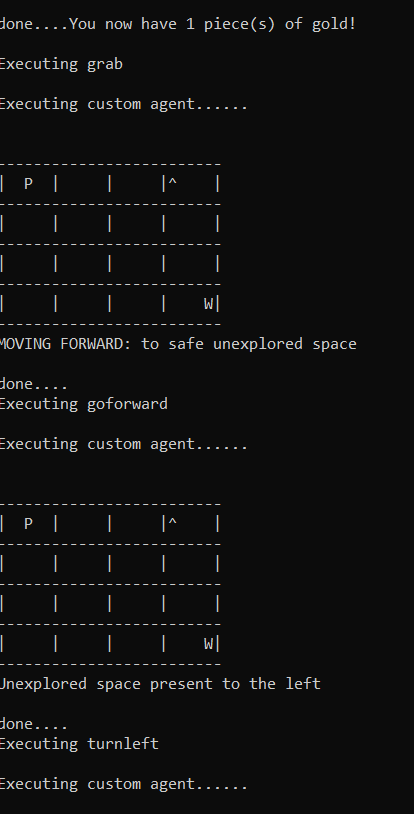 done....You now have 1 piece(s) of gold!
Executing grab
Executing custom agent......
-------------------------
|  P  |     |     |^    |
-------------------------
|     |     |     |     |
-------------------------
|     |     |     |     |
-------------------------
|     |     |     |    W|
-------------------------
MOVING FORWARD: to safe unexplored space
done....
Executing goforward
Executing custom agent......
-------------------------
|  P  |     |     |^    |
-------------------------
|     |     |     |     |
-------------------------
|     |     |     |     |
-------------------------
|     |     |     |    W|
-------------------------
Unexplored space present to the left
done....
Executing turnleft
Executing custom agent......